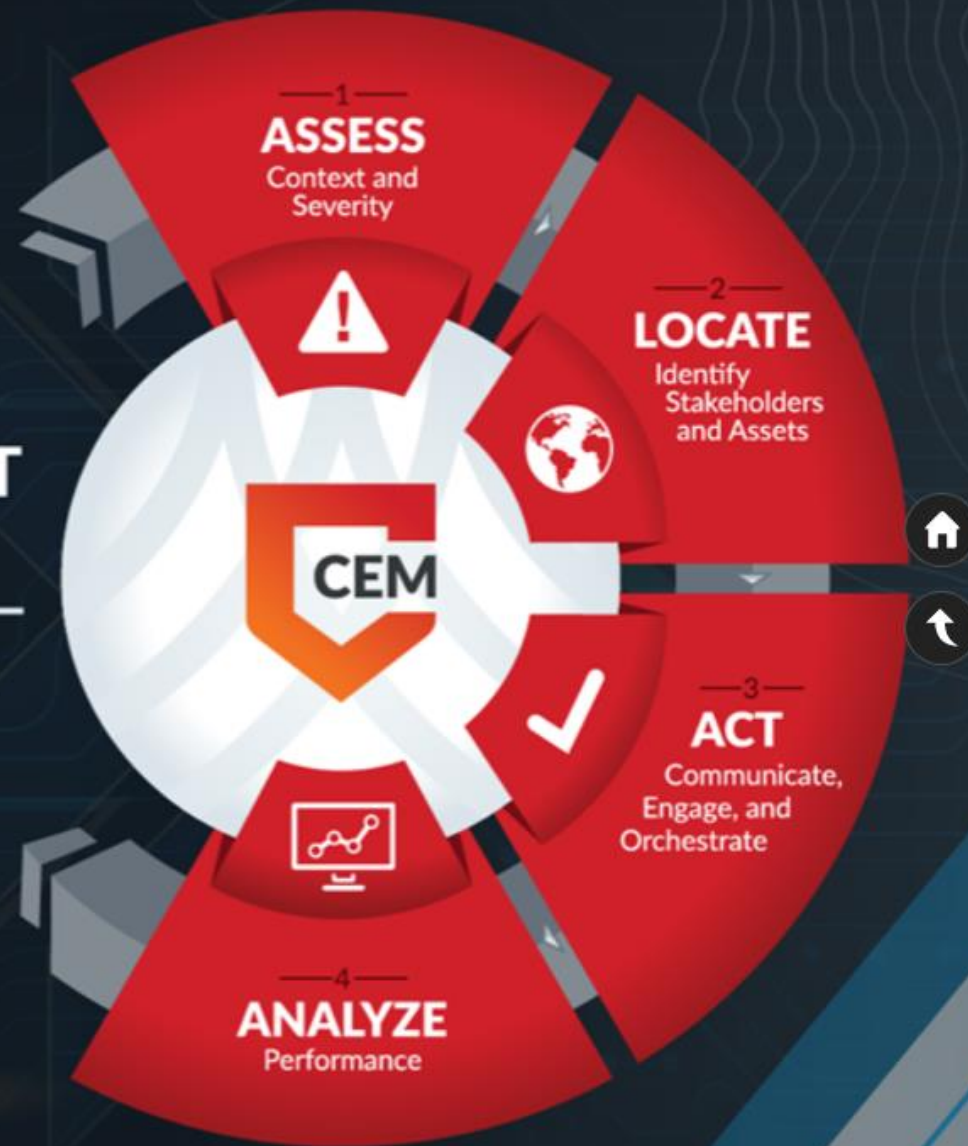 1
ASSESS
Context and
Severity
2
LOCATE
Identify
Stakeholders
and Assets
T
CEM
3
ACT
Communicate,
Engage, and
Orchestrate
4
ANALYZE
Performance